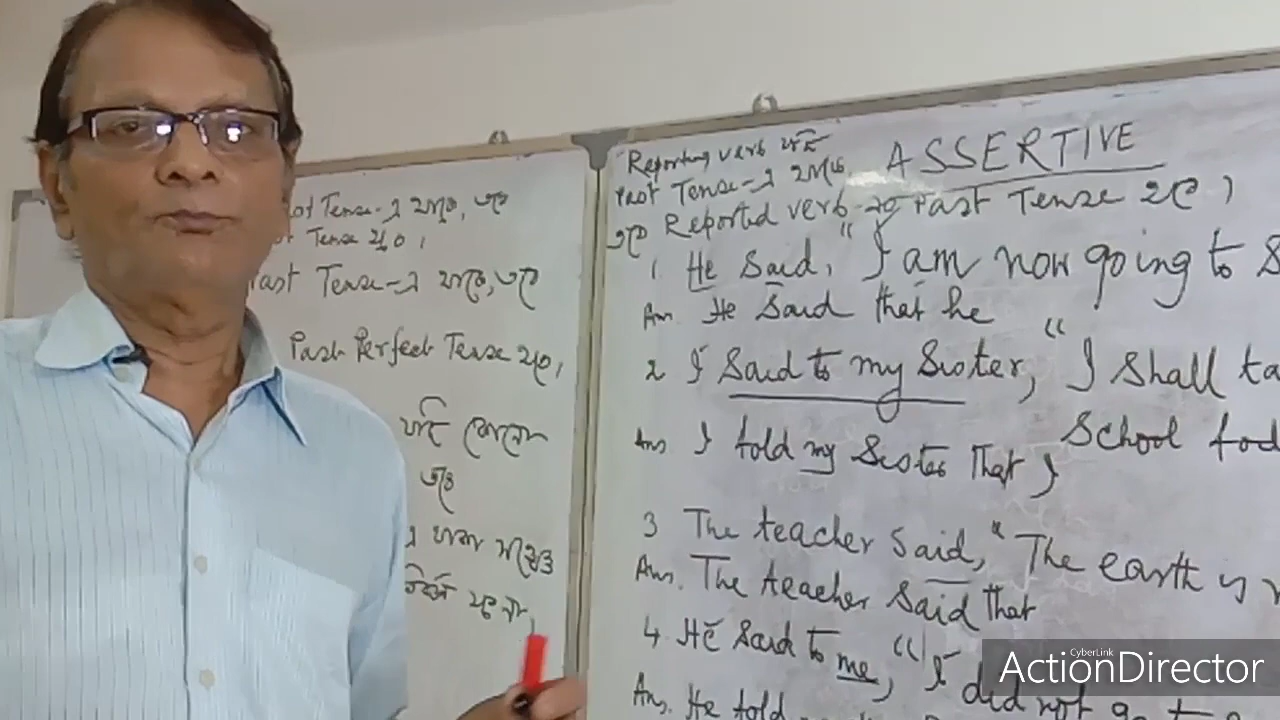 Tense-এ থাকে, তবে
Tense হবে।
Past Tense-এ থাকে, তবে
Past Perfect Tense হবে।
যদি কোনো
তবে
Reporting verb যদি
Past Tense-এ থাকে, ASSERTIVE
তবে Reported verb-ও Past Tense হবে।
1. He said, "I am now going to S
Ans. He said that he
2 I said to my sister, "I shall ta
School tod
Ans I told my sister that I
3 The teacher said, "The earth is
Ans. The teacher said that
4. He said to me, "I did not go to
Ans. He told
CyberLink
ActionDirector